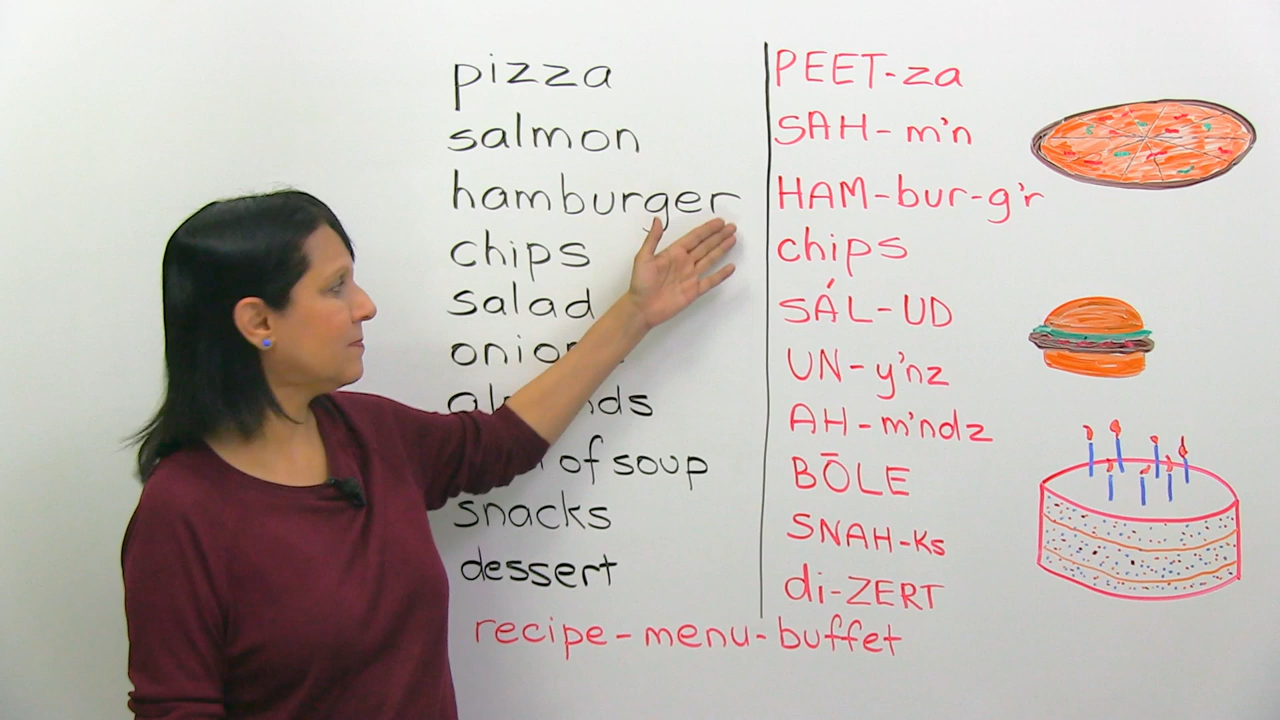 pizza PEET-za
salmon SAH-m'n
hamburger HAM-bur-g'r
chips chips
salad SÁL-UD
UN-y'nz
AH-m'ndz
of soup BŌLE
snacks SNAH-Ks
dessert di-ZERT
recipe-menu-buffet